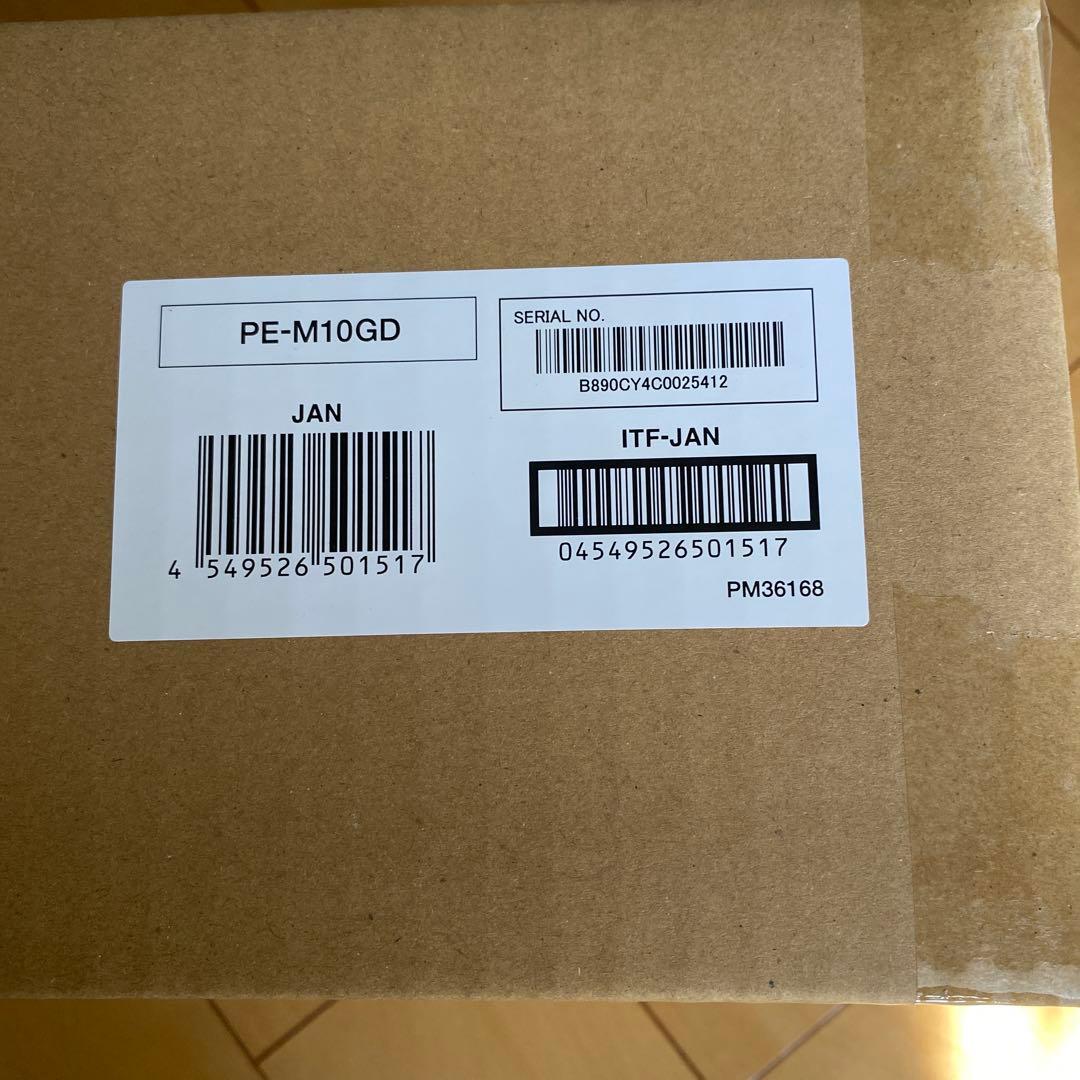 PE-M10GD
SERIAL NO.
B890CY4C0025412
JAN
4 549526 501517
ITF-JAN
04549526501517
PM36168